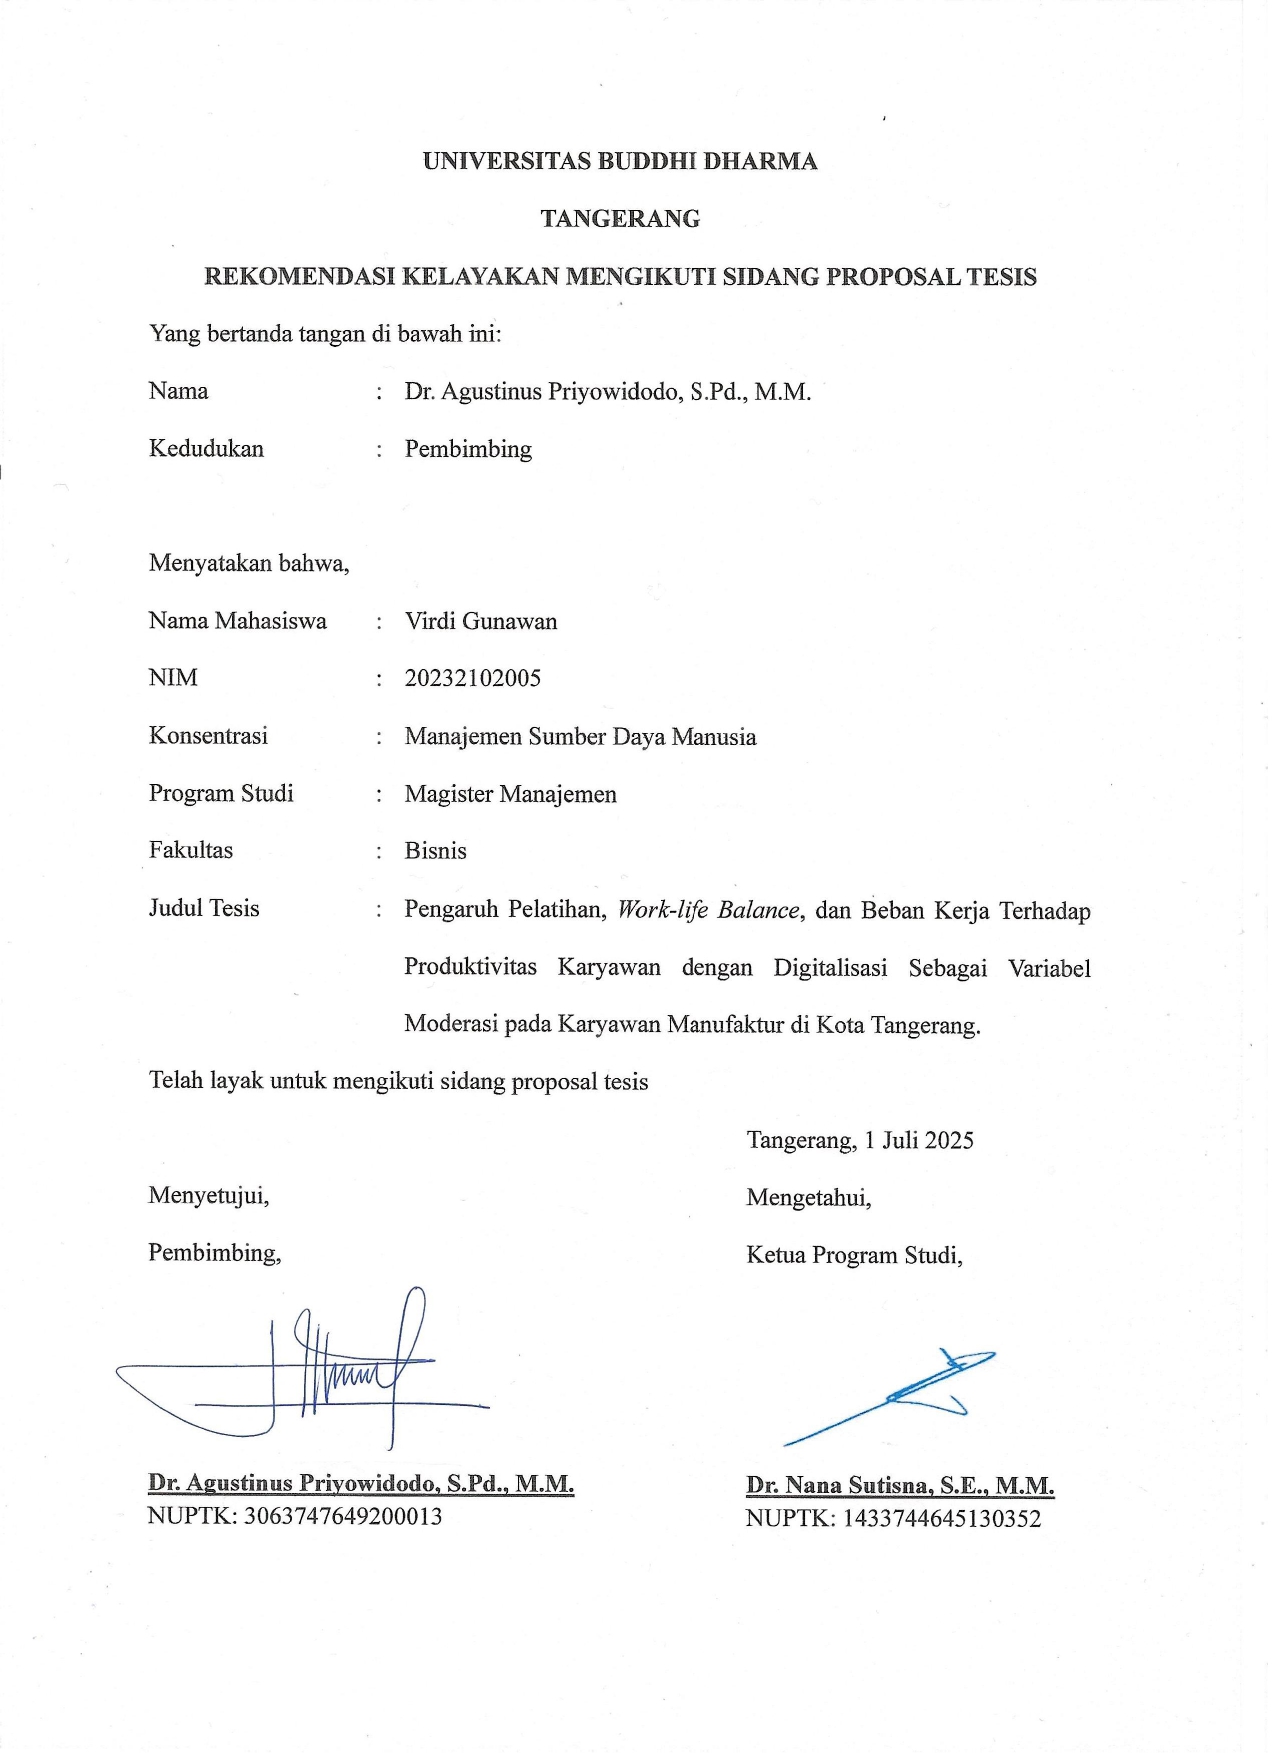 UNIVERSITAS BUDDHI DHARMA
TANGERANG
REKOMENDASI KELAYAKAN MENGIKUTI SIDANG PROPOSAL TESIS
Yang bertanda tangan di bawah ini:
Nama : Dr. Agustinus Priyowidodo, S.Pd., M.M.
Kedudukan : Pembimbing
Menyatakan bahwa,
Nama Mahasiswa : Virdi Gunawan
NIM : 20232102005
Konsentrasi : Manajemen Sumber Daya Manusia
Program Studi : Magister Manajemen
Fakultas : Bisnis
Judul Tesis : Pengaruh Pelatihan, Work-life Balance, dan Beban Kerja Terhadap
Produktivitas Karyawan dengan Digitalisasi Sebagai Variabel
Moderasi pada Karyawan Manufaktur di Kota Tangerang.
Telah layak untuk mengikuti sidang proposal tesis
Tangerang, 1 Juli 2025
Menyetujui, Mengetahui,
Pembimbing, Ketua Program Studi,
Dr. Agustinus Priyowidodo, S.Pd., M.M. Dr. Nana Sutisna, S.E., M.M.
NUPTK: 3063747649200013 NUPTK: 1433744645130352